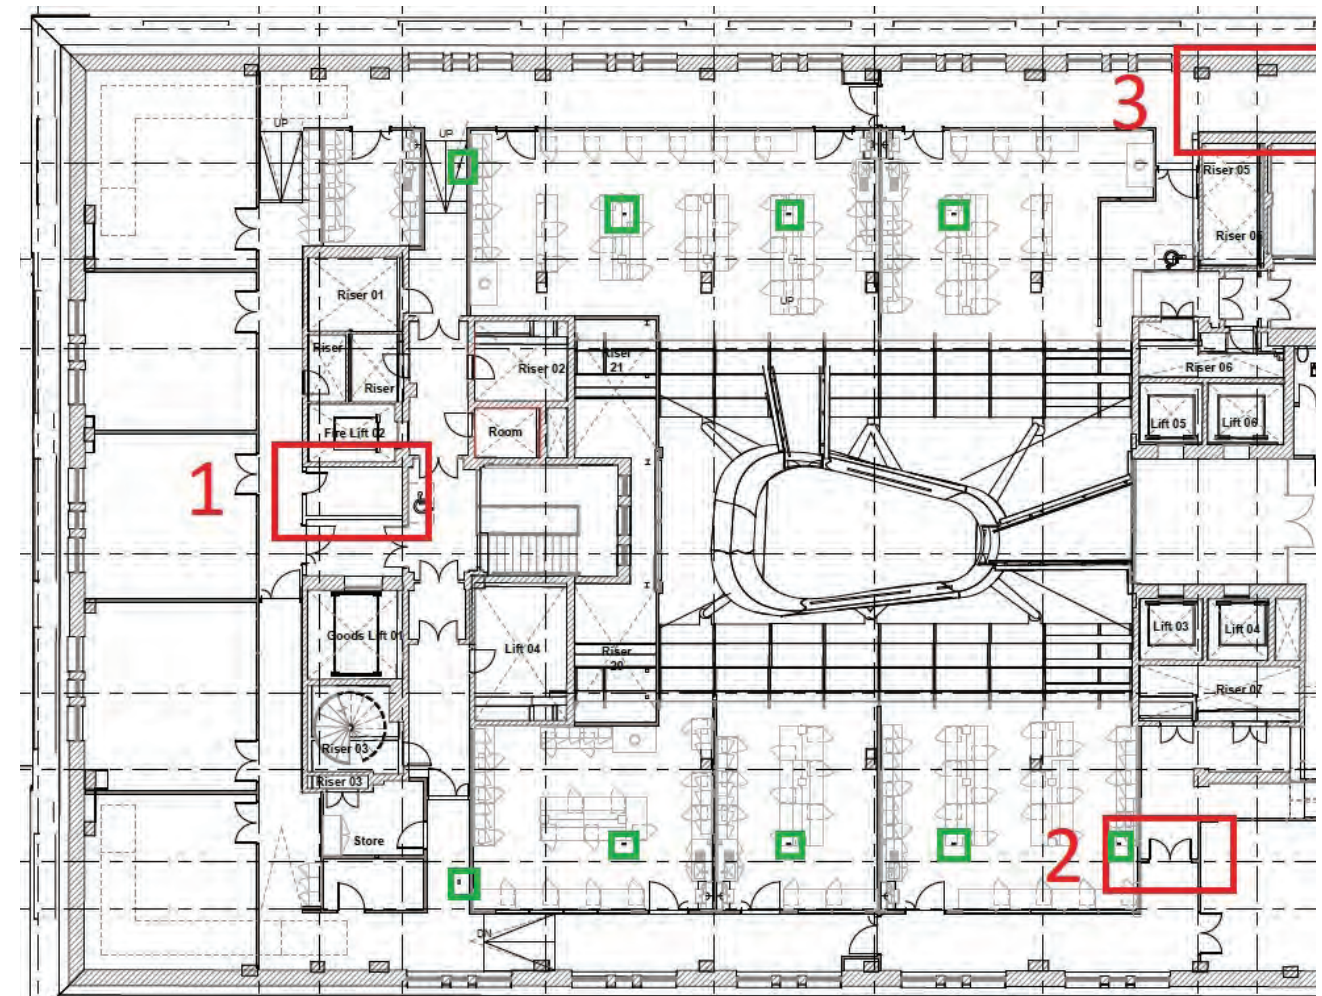 3
UP
UP
Riser 05
Riser 01
UP
Riser
Riser
Riser 02
Riser
21
Riser 06
Fire Lift 02
Room
Lift 05
Lift 06
1
Goods Lift 01
Lift 04
Riser
20
Lift 03
Lift 04
Riser 07
Riser 03
Riser 03
Store
2
DN